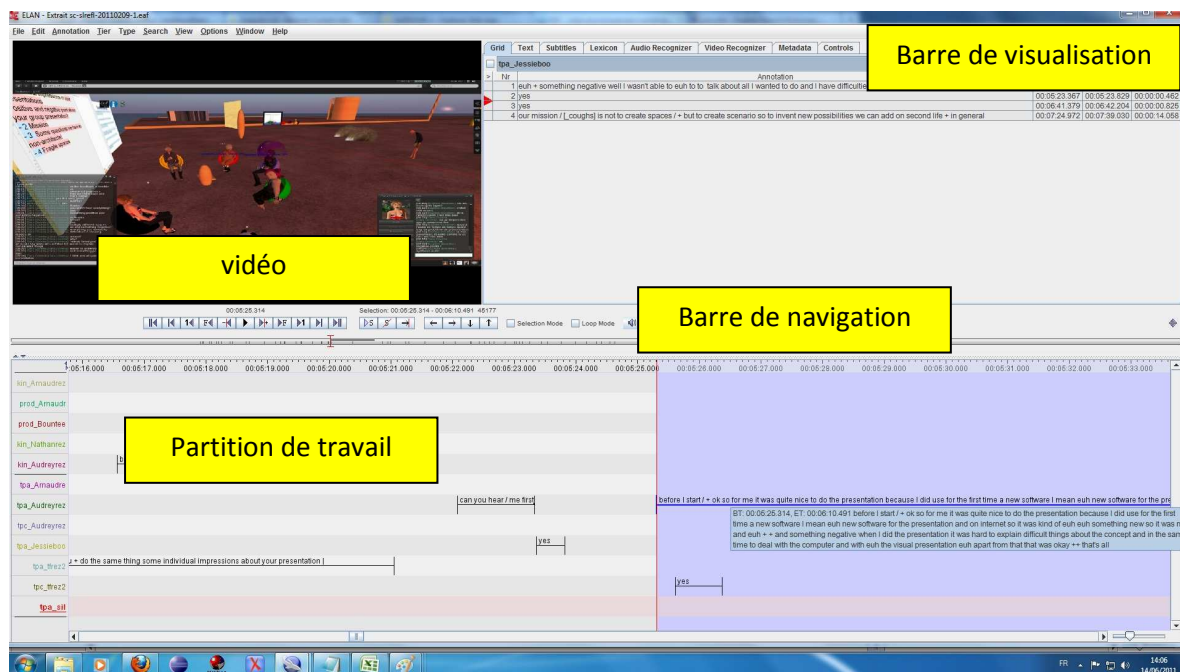 ELAN - Extrait sc-slrefl-20110209-1.eaf
File Edit Annotation Tier Type Search View Options Window Help
Grid Text Subtitles Lexicon Audio Recognizer Video Recognizer Metadata Controls
Barre de visualisation
tpa_Jessieboo
> Nr Annotation
1 euh + something negative well I wasn't able to euh to to talk about all I wanted to do and I have difficultie
2 yes 00:05:23.367 00:05:23.829 00:00:00.462
3 yes 00:06:41.379 00:06:42.204 00:00:00.825
4 our mission / [_coughs] is not to create spaces / + but to create scenario so to invent new possibilities we can add on second life + in general 00:07:24.972 00:07:39.030 00:00:14.058
your group presentation
-2 Mission
-4 Fragile space
vidéo
Barre de navigation
00:05:25.314 Selection: 00:05:25.314 - 00:06:10.491 45177
Selection Mode Loop Mode
05:16.000 00:05:17.000 00:05:18.000 00:05:19.000 00:05:20.000 00:05:21.000 00:05:22.000 00:05:23.000 00:05:24.000 00:05:25.000 00:05:26.000 00:05:27.000 00:05:28.000 00:05:29.000 00:05:30.000 00:05:31.000 00:05:32.000 00:05:33.000
kin_Arnaudrez
prod_Arnaudr
prod_Bountee
kin_Nathanrez
Partition de travail
kin_Audreyrez b
tpa_Arnaudre
tpa_Audreyrez can you hear / me first before I start / + ok so for me it was quite nice to do the presentation because I did use for the first time a new software I mean euh new software for the pre
BT: 00:05:25.314, ET: 00:06:10.491 before I start / + ok so for me it was quite nice to do the presentation because I did use for the first
time a new software I mean euh new software for the presentation and on internet so it was kind of euh euh something new so it was n
and euh + + and something negative when I did the presentation it was hard to explain difficult things about the concept and in the sam
time to deal with the computer and with euh the visual presentation euh apart from that that was okay ++ that's all
tpc_Audreyrez
tpa_Jessieboo yes
tpa_tfrez2 + do the same thing some individual impressions about your presentation |
tpc_tfrez2 yes
tpa_sil
FR 14:06
14/06/2011